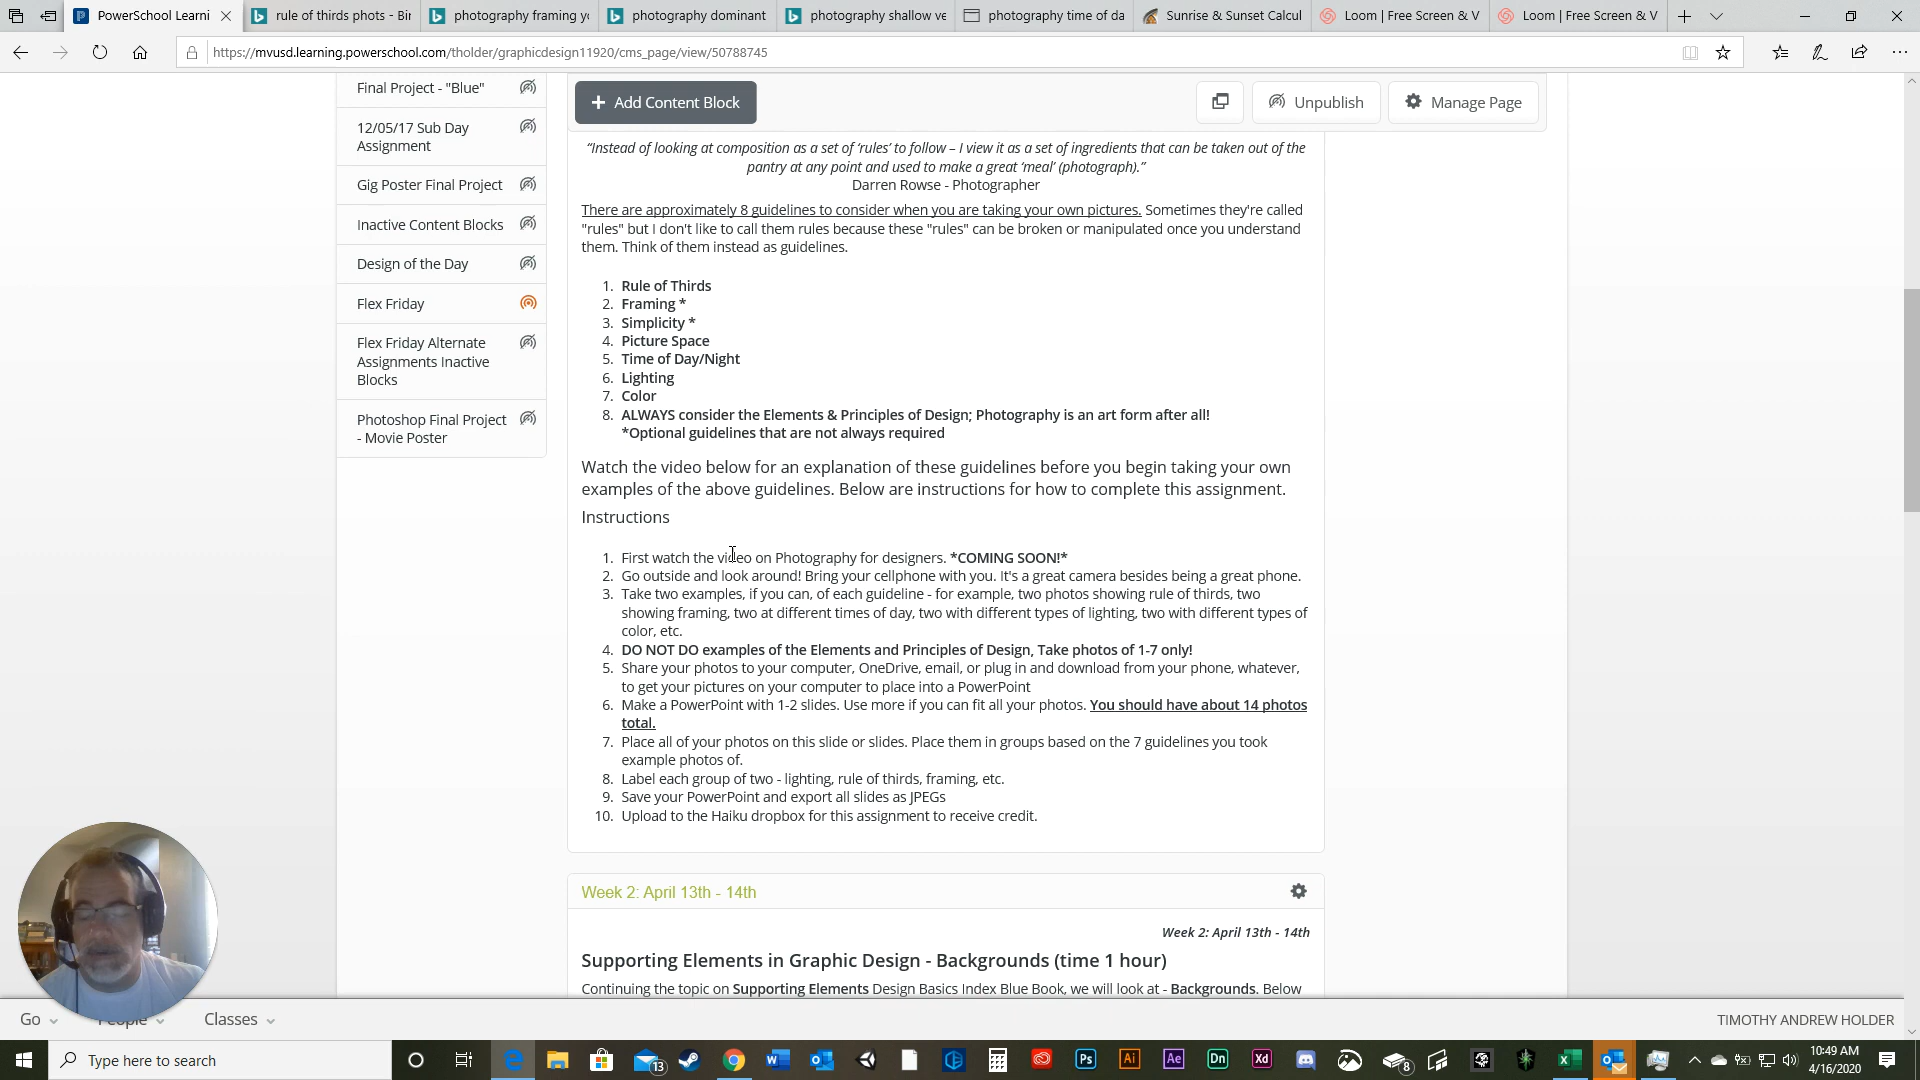 PowerSchool Learni
rule of thirds phots - Bin
photography framing yo
photography dominant
photography shallow ve
photography time of da
Sunrise & Sunset Calcul
Loom | Free Screen & V
Loom | Free Screen & V
https://mvusd.learning.powerschool.com/tholder/graphicdesign11920/cms_page/view/50788745
Final Project - "Blue"
12/05/17 Sub Day
Assignment
Gig Poster Final Project
Inactive Content Blocks
Design of the Day
Flex Friday
Flex Friday Alternate
Assignments Inactive
Blocks
Photoshop Final Project
- Movie Poster
+ Add Content Block
Unpublish
Manage Page
“Instead of looking at composition as a set of ‘rules’ to follow – I view it as a set of ingredients that can be taken out of the
pantry at any point and used to make a great ‘meal’ (photograph).”
Darren Rowse - Photographer
There are approximately 8 guidelines to consider when you are taking your own pictures. Sometimes they're called
"rules" but I don't like to call them rules because these "rules" can be broken or manipulated once you understand
them. Think of them instead as guidelines.
1. Rule of Thirds
2. Framing *
3. Simplicity *
4. Picture Space
5. Time of Day/Night
6. Lighting
7. Color
8. ALWAYS consider the Elements & Principles of Design; Photography is an art form after all!
*Optional guidelines that are not always required
Watch the video below for an explanation of these guidelines before you begin taking your own
examples of the above guidelines. Below are instructions for how to complete this assignment.
Instructions
1. First watch the video on Photography for designers. *COMING SOON!*
2. Go outside and look around! Bring your cellphone with you. It's a great camera besides being a great phone.
3. Take two examples, if you can, of each guideline - for example, two photos showing rule of thirds, two
showing framing, two at different times of day, two with different types of lighting, two with different types of
color, etc.
4. DO NOT DO examples of the Elements and Principles of Design, Take photos of 1-7 only!
5. Share your photos to your computer, OneDrive, email, or plug in and download from your phone, whatever,
to get your pictures on your computer to place into a PowerPoint
6. Make a PowerPoint with 1-2 slides. Use more if you can fit all your photos. You should have about 14 photos
total.
7. Place all of your photos on this slide or slides. Place them in groups based on the 7 guidelines you took
example photos of.
8. Label each group of two - lighting, rule of thirds, framing, etc.
9. Save your PowerPoint and export all slides as JPEGs
10. Upload to the Haiku dropbox for this assignment to receive credit.
Week 2: April 13th - 14th
Week 2: April 13th - 14th
Supporting Elements in Graphic Design - Backgrounds (time 1 hour)
Continuing the topic on Supporting Elements Design Basics Index Blue Book, we will look at - Backgrounds. Below
Go
People
Classes
TIMOTHY ANDREW HOLDER
Type here to search
13
Ps
Ai
Ae
Dn
Xd
8
10:49 AM
4/16/2020